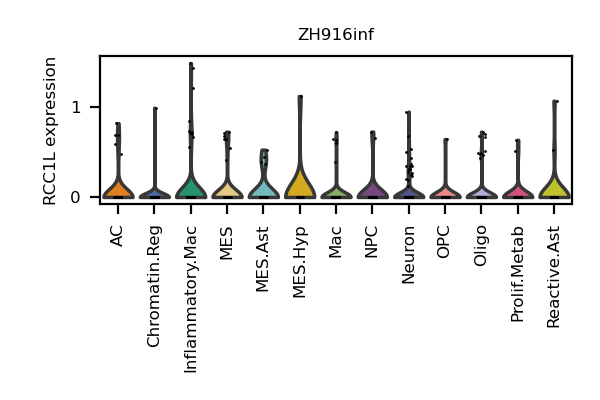 ZH916inf
RCC1L expression
1
0
AC
Chromatin.Reg
Inflammatory.Mac
MES
MES.Ast
MES.Hyp
Mac
NPC
Neuron
OPC
Oligo
Prolif.Metab
Reactive.Ast